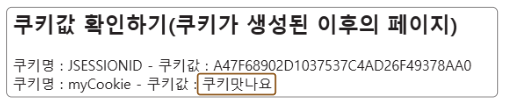 쿠키값 확인하기(쿠키가 생성된 이후의 페이지)
쿠키명 : JSESSIONID - 쿠키값 : A47F68902D1037537C4AD26F49378AA0
쿠키명 : myCookie - 쿠키값 : 쿠키맛나요